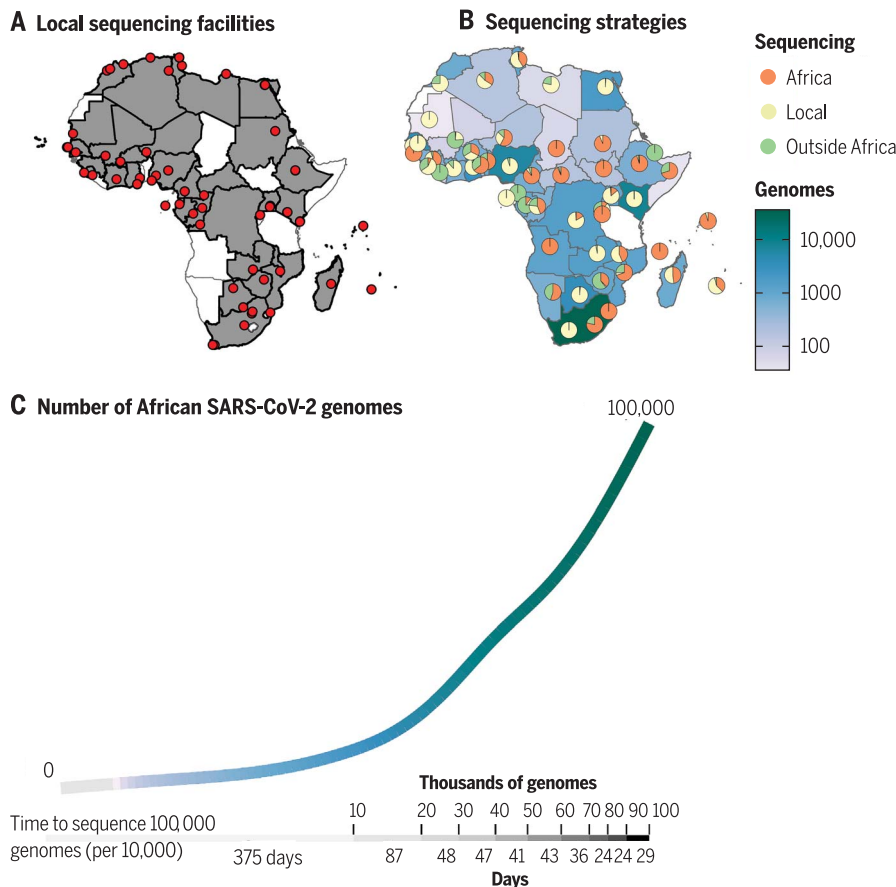 A Local sequencing facilities
B Sequencing strategies
Sequencing
Africa
Local
Outside Africa
Genomes
10,000
1000
100
C Number of African SARS-CoV-2 genomes
100,000
0
Thousands of genomes
10 20 30 40 50 60 70 80 90 100
Time to sequence 100,000
genomes (per 10,000)
375 days 87 48 47 41 43 36 24 24 29
Days